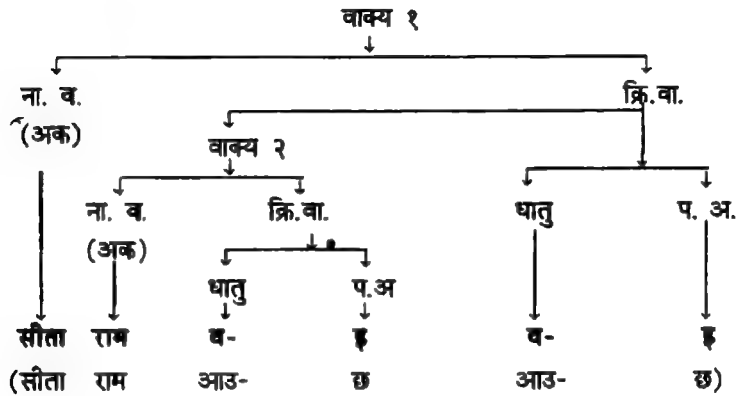 वाक्य १
ना. व. क्रि.वा.
(अक)
वाक्य २
ना. व. क्रि.वा. धातु प. अ.
(अक)
धातु प.अ
सीता राम व- ह व- ह
(सीता राम आउ- छ आउ- छ)